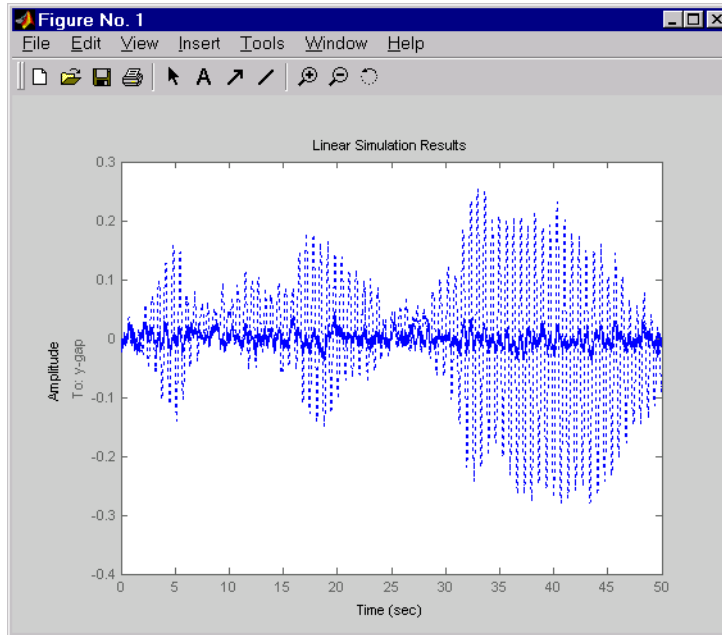 Figure No. 1
File Edit View Insert Tools Window Help
A
Linear Simulation Results
0.3
0.2
0.1
0
-0.1
-0.2
-0.3
-0.4
Amplitude
To: y-gap
0 5 10 15 20 25 30 35 40 45 50
Time (sec)